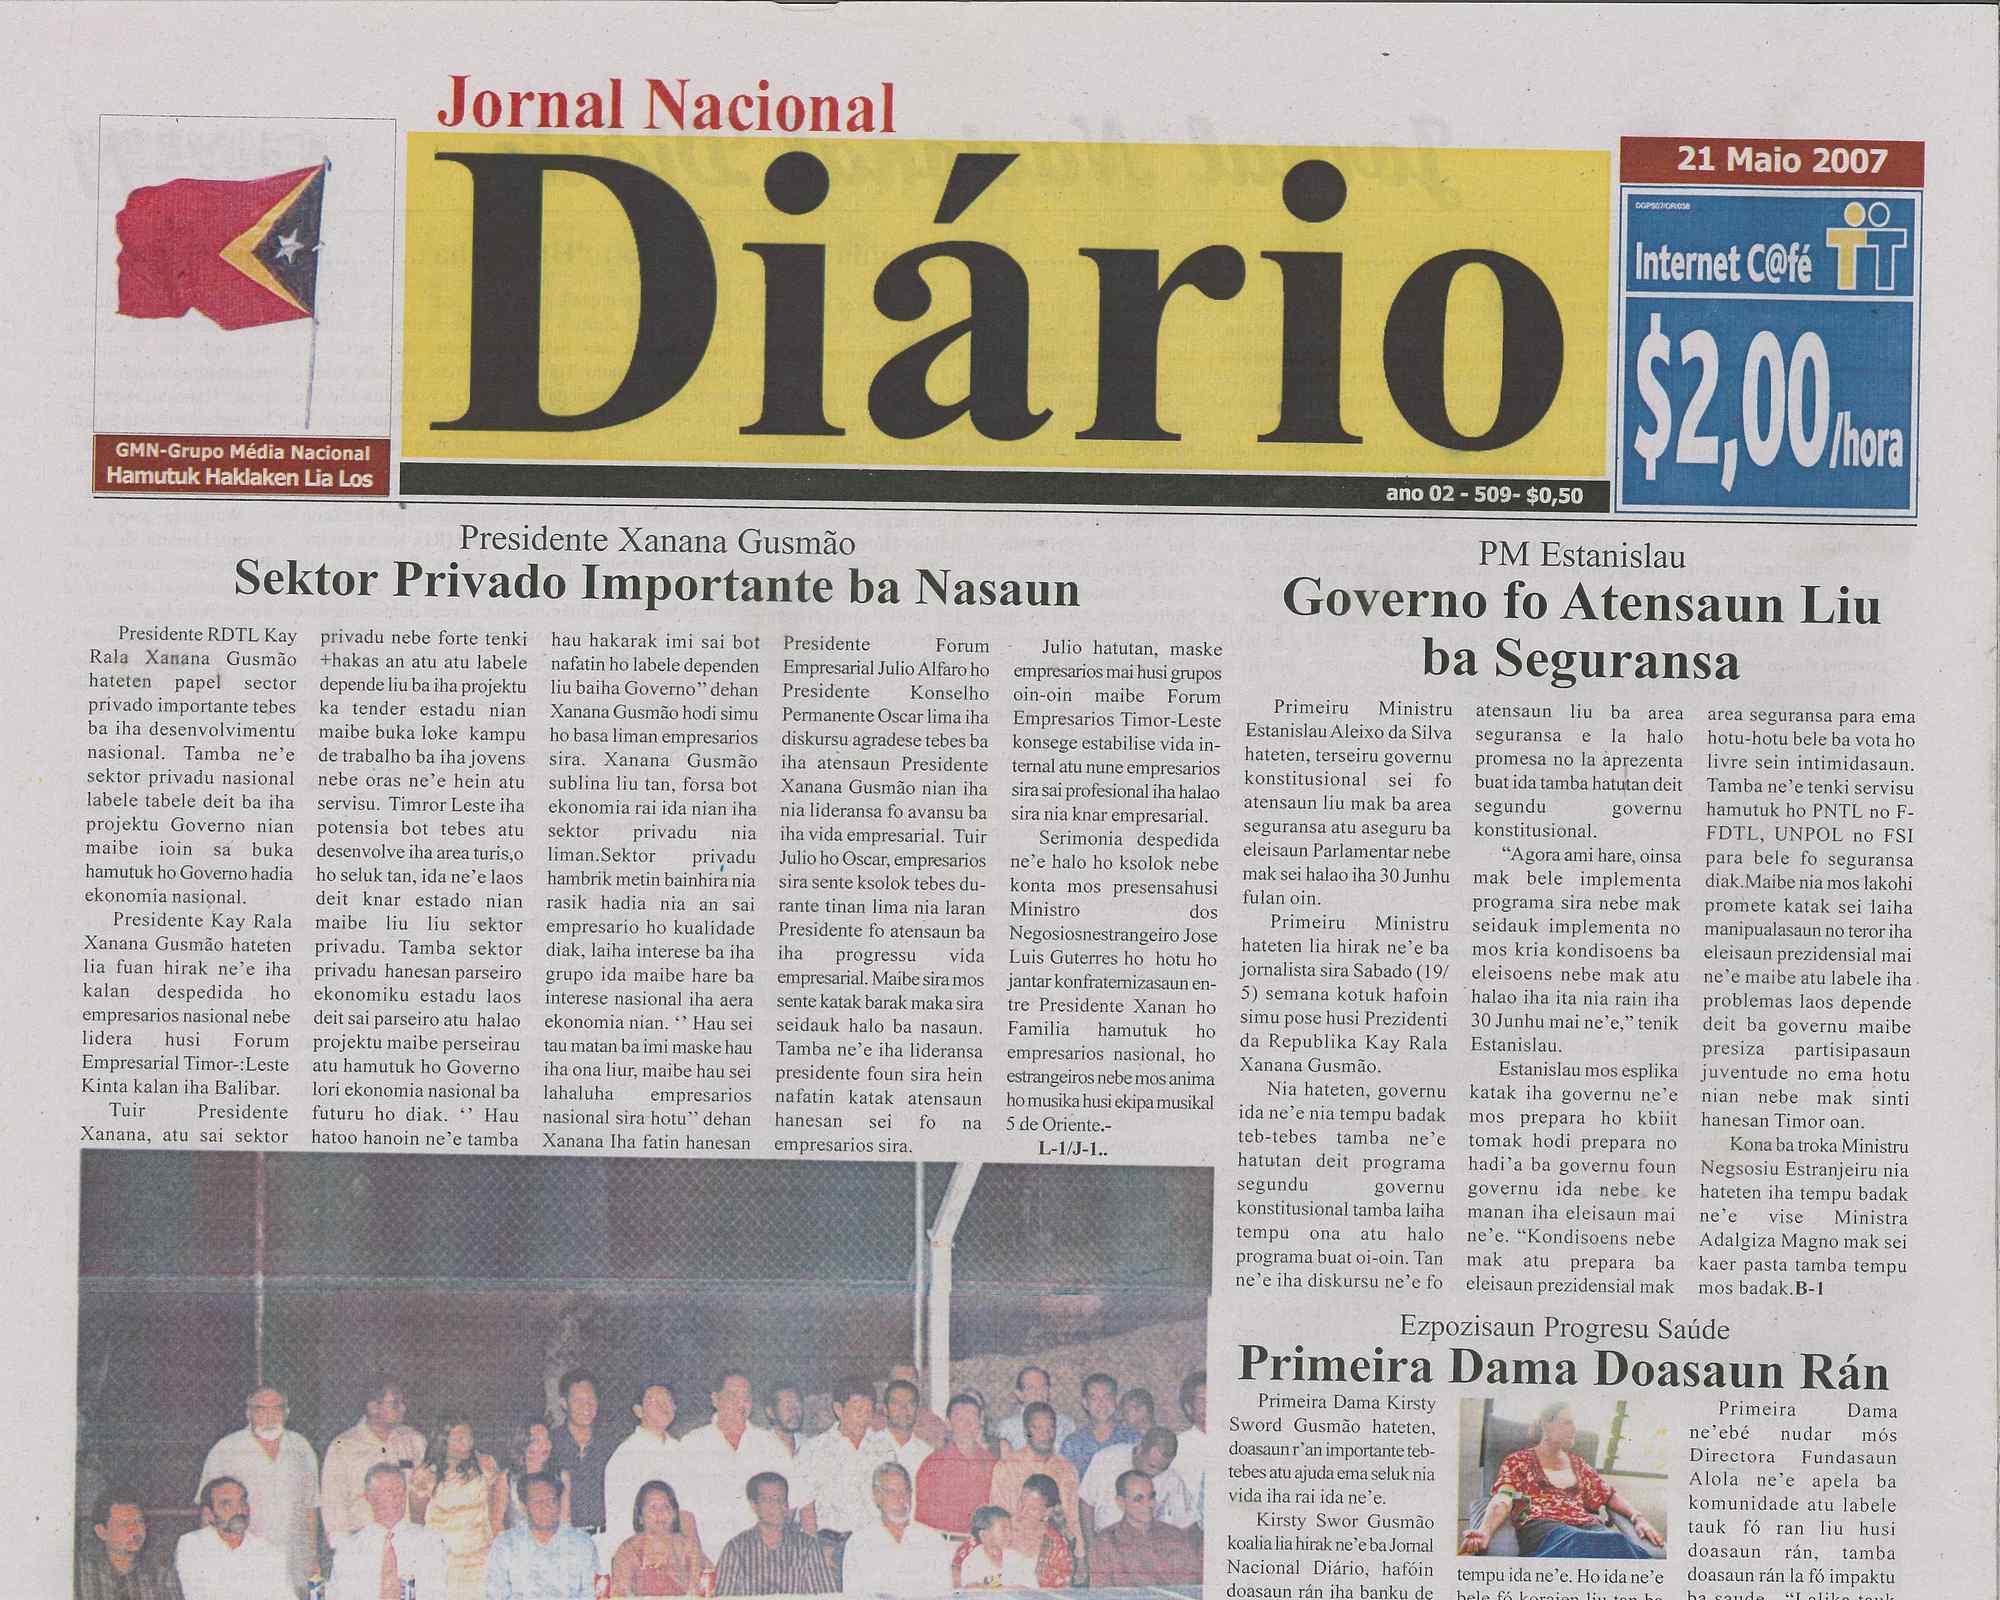 Jornal Nacional
Diário
GMN-Grupo Média Nacional
Hamutuk Haklaken Lia Los
ano 02 - 509- $0,50
21 Maio 2007
DGPS07/OR/038
Internet C@fé
TT
$2,00/hora
Presidente Xanana Gusmão
Sektor Privado Importante ba Nasaun
Presidente RDTL Kay
Rala Xanana Gusmão
hateten papel sector
privado importante tebes
ba iha desenvolvimentu
nasional. Tamba ne'e
sektor privadu nasional
labele tabele deit ba iha
projektu Governo nian
maibe ioin sa buka
hamutuk ho Governo hadia
ekonomia nasional.
Presidente Kay Rala
Xanana Gusmão hateten
lia fuan hirak ne'e iha
kalan despedida ho
empresarios nasional nebe
lidera husi Forum
Empresarial Timor-:Leste
Kinta kalan iha Balibar.
Tuir Presidente
Xanana, atu sai sektor
privadu nebe forte tenki
+hakas an atu atu labele
depende liu ba iha projektu
ka tender estadu nian
maibe buka loke kampu
de trabalho ba iha jovens
nebe oras ne'e hein atu
servisu. Timror Leste iha
potensia bot tebes atu
desenvolve iha area turis,o
ho seluk tan, ida ne'e laos
deit knar estado nian
maibe liu liu sektor
privadu. Tamba sektor
privadu hanesan parseiro
ekonomiku estadu laos
deit sai parseiro atu halao
projektu maibe perseirau
atu hamutuk ho Governo
lori ekonomia nasional ba
futuru ho diak. '' Hau
hatoo hanoin ne'e tamba
hau hakarak imi sai bot
nafatin ho labele dependen
liu baiha Governo" dehan
Xanana Gusmão hodi simu
ho basa liman empresarios
sira. Xanana Gusmão
sublina liu tan, forsa bot
ekonomia rai ida nian iha
sektor privadu nia
liman.Sektor privadu
hambrik metin bainhira nia
rasik hadia nia an sai
empresario ho kualidade
diak, laiha interese ba iha
grupo ida maibe hare ba
interese nasional iha aera
ekonomia nian. '' Hau sei
tau matan ba imi maske hau
iha ona liur, maibe hau sei
lahaluha empresarios
nasional sira hotu" dehan
Xanana Iha fatin hanesan
Presidente Forum
Empresarial Julio Alfaro ho
Presidente Konselho
Permanente Oscar lima iha
diskursu agradese tebes ba
iha atensaun Presidente
Xanana Gusmão nian iha
nia lideransa fo avansu ba
iha vida empresarial. Tuir
Julio ho Oscar, empresarios
sira sente ksolok tebes du-
rante tinan lima nia laran
Presidente fo atensaun ba
iha progressu vida
empresarial. Maibe sira mos
sente katak barak maka sira
seidauk halo ba nasaun.
Tamba ne'e iha lideransa
presidente foun sira hein
nafatin katak atensaun
hanesan sei fo na
empresarios sira.
Julio hatutan, maske
empresarios mai husi grupos
oin-oin maibe Forum
Empresarios Timor-Leste
konsege estabilise vida in-
ternal atu nune empresarios
sira sai profesional iha halao
sira nia knar empresarial.
Serimonia despedida
ne'e halo ho ksolok nebe
konta mos presensahusi
Ministro dos
Negosiosnestrangeiro Jose
Luis Guterres ho hotu ho
jantar konfraternizasaun en-
tre Presidente Xanan ho
Familia hamutuk ho
empresarios nasional, ho
estrangeiros nebe mos anima
ho musika husi ekipa musikal
5 de Oriente.-
L-1/J-1..
PM Estanislau
Governo fo Atensaun Liu
ba Seguransa
Primeiru Ministru
Estanislau Aleixo da Silva
hateten, terseiru governu
konstitusional sei fo
atensaun liu mak ba area
seguransa atu aseguru ba
eleisaun Parlamentar nebe
mak sei halao iha 30 Junhu
fulan oin.
Primeiru Ministru
hateten lia hirak ne'e ba
jornalista sira Sabado (19/
5) semana kotuk hafoin
simu pose husi Prezidenti
da Republika Kay Rala
Xanana Gusmão.
Nia hateten, governu
ida ne'e nia tempu badak
teb-tebes tamba ne'e
hatutan deit programa
segundu governu
konstitusional tamba laiha
tempu ona atu halo
programa buat oi-oin. Tan
ne'e iha diskursu ne'e fo
atensaun liu ba area
seguransa e la halo
promesa no la aprezenta
buat ida tamba hatutan deit
segundu governu
konstitusional.
"Agora ami hare, oinsa
mak bele implementa
programa sira nebe mak
seidauk implementa no
mos kria kondisoens ba
eleisoens nebe mak atu
halao iha ita nia rain iha
30 Junhu mai ne'e," tenik
Estanislau.
Estanislau mos esplika
katak iha governu ne'e
mos prepara ho kbiit
tomak hodi prepara no
hadi'a ba governu foun
governu ida nebe ke
manan iha eleisaun mai
ne'e. "Kondisoens nebe
mak atu prepara ba
eleisaun prezidensial mak
area seguransa para ema
hotu-hotu bele ba vota ho
livre sein intimidasaun.
Tamba ne'e tenki servisu
hamutuk ho PNTL no F-
FDTL, UNPOL no FSI
para bele fo seguransa
diak.Maibe nia mos lakohi
promete katak sei laiha
manipualasaun no teror iha
eleisaun prezidensial mai
ne'e maibe atu labele iha
problemas laos depende
deit ba governu maibe
presiza partisipasaun
juventude no ema hotu
nian nebe mak sinti
hanesan Timor oan.
Kona ba troka Ministru
Negsosiu Estranjeiru nia
hateten iha tempu badak
ne'e vise Ministra
Adalgiza Magno mak sei
kaer pasta tamba tempu
mos badak.B-1
Ezpozisaun Progresu Saúde
Primeira Dama Doasaun Rán
Primeira Dama Kirsty
Sword Gusmão hateten,
doasaun r'an importante teb-
tebes atu ajuda ema seluk nia
vida iha rai ida ne'e.
Kirsty Swor Gusmão
koalia lia hirak ne'e ba Jornal
Nacional Diário, hafóin
doasaun rán iha banku de
tempu ida ne'e. Ho ida ne'e
Primeira Dama
ne'ebé nudar mós
Directora Fundasaun
Alola ne'e apela ba
komunidade atu labele
tauk fó ran liu husi
doasaun rán, tamba
doasaun rán la fó impaktu